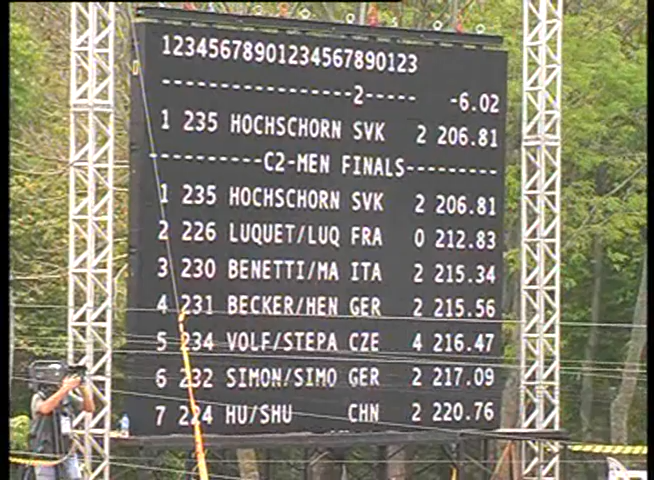 12345678901234567890123
-----------------2----- -6.02
1 235 HOCHSCHORN SVK 2 206.81
----------C2-MEN FINALS---------
1 235 HOCHSCHORN SVK 2 206.81
2 226 LUQUET/LUQ FRA 0 212.83
3 230 BENETTI/MA ITA 2 215.34
4 231 BECKER/HEN GER 2 215.56
5 234 VOLF/STEPA CZE 4 216.47
6 232 SIMON/SIMO GER 2 217.09
7 224 HU/SHU CHN 2 220.76